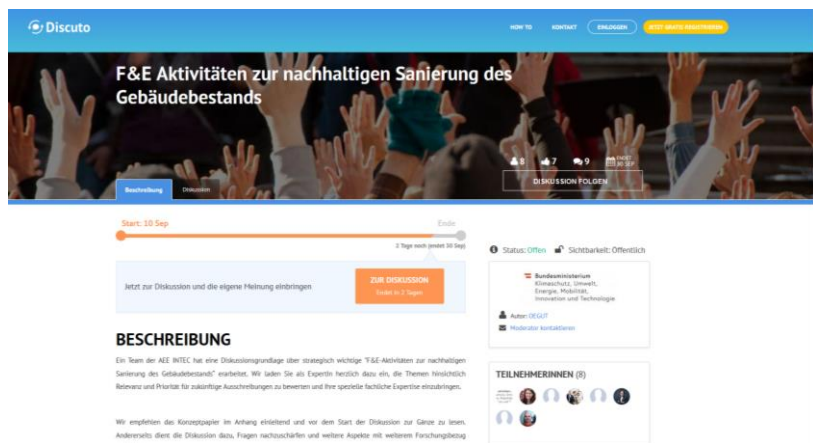 Discuto
HOW TO
KONTAKT
EINLOGGEN
JETZT GRATIS REGISTRIEREN
F&E Aktivitäten zur nachhaltigen Sanierung des
Gebäudebestands
8
7
9
ENDET
30 SEP
DISKUSSION FOLGEN
Beschreibung
Diskussion
Start: 10 Sep
Ende
2 Tage noch (endet 30 Sep)
Jetzt zur Diskussion und die eigene Meinung einbringen
ZUR DISKUSSION
Endet in 2 Tagen
Status: Offen
Sichtbarkeit: Öffentlich
Bundesministerium
Klimaschutz, Umwelt,
Energie, Mobilität,
Innovation und Technologie
Autor: OEGUT
Moderator kontaktieren
BESCHREIBUNG
Ein Team der AEE INTEC hat eine Diskussionsgrundlage über strategisch wichtige "F&E-Aktivitäten zur nachhaltigen
Sanierung des Gebäudebestands" erarbeitet. Wir laden Sie als Expertin herzlich dazu ein, die Themen hinsichtlich
Relevanz und Priorität für zukünftige Ausschreibungen zu bewerten und Ihre spezielle fachliche Expertise einzubringen.
Wir empfehlen das Konzeptpapier im Anhang einleitend und vor dem Start der Diskussion zur Gänze zu lesen.
Andererseits dient die Diskussion dazu, Fragen nachzuschärfen und weitere Aspekte mit weiterem Forschungsbezug
TEILNEHMERINNEN (8)